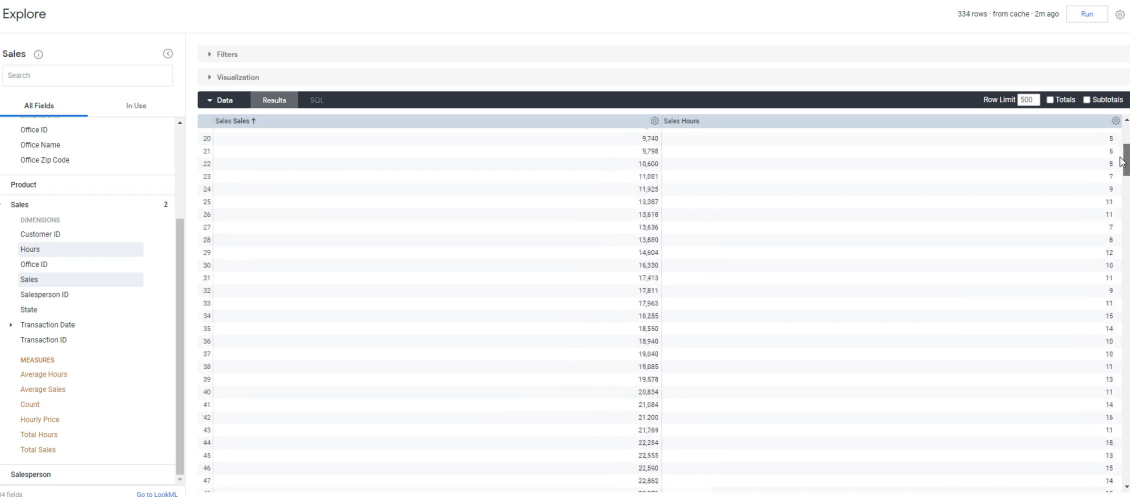 Explore
334 rows · from cache · 2m ago Run
Sales
Search
All Fields In Use
Office ID
Office Name
Office Zip Code
Product
Sales 2
DIMENSIONS
Customer ID
Hours
Office ID
Sales
Salesperson ID
State
Transaction Date
Transaction ID
MEASURES
Average Hours
Average Sales
Count
Hourly Price
Total Hours
Total Sales
Salesperson
Go to LookML
Filters
Visualization
Data Results SQL Row Limit 500 Totals Subtotals
Sales Sales ↑ Sales Hours
20 9,740 5
21 9,798
22 10,600
23 11,081 7
24 11,925 9
25 13,387 11
26 13,618 11
27 13,636 7
28 13,880 8
29 14,604 12
30 16,330 10
31 17,413 11
32 17,811 9
33 17,963 11
34 18,285 15
35 18,550 14
36 18,940 10
37 19,040 10
38 11
39 19,578 13
40 20,834 11
41 21,084 14
42 21,200 16
43 21,769 11
44 22,284 16
45 22,555 13
46 22,590 15
47 22,862 14